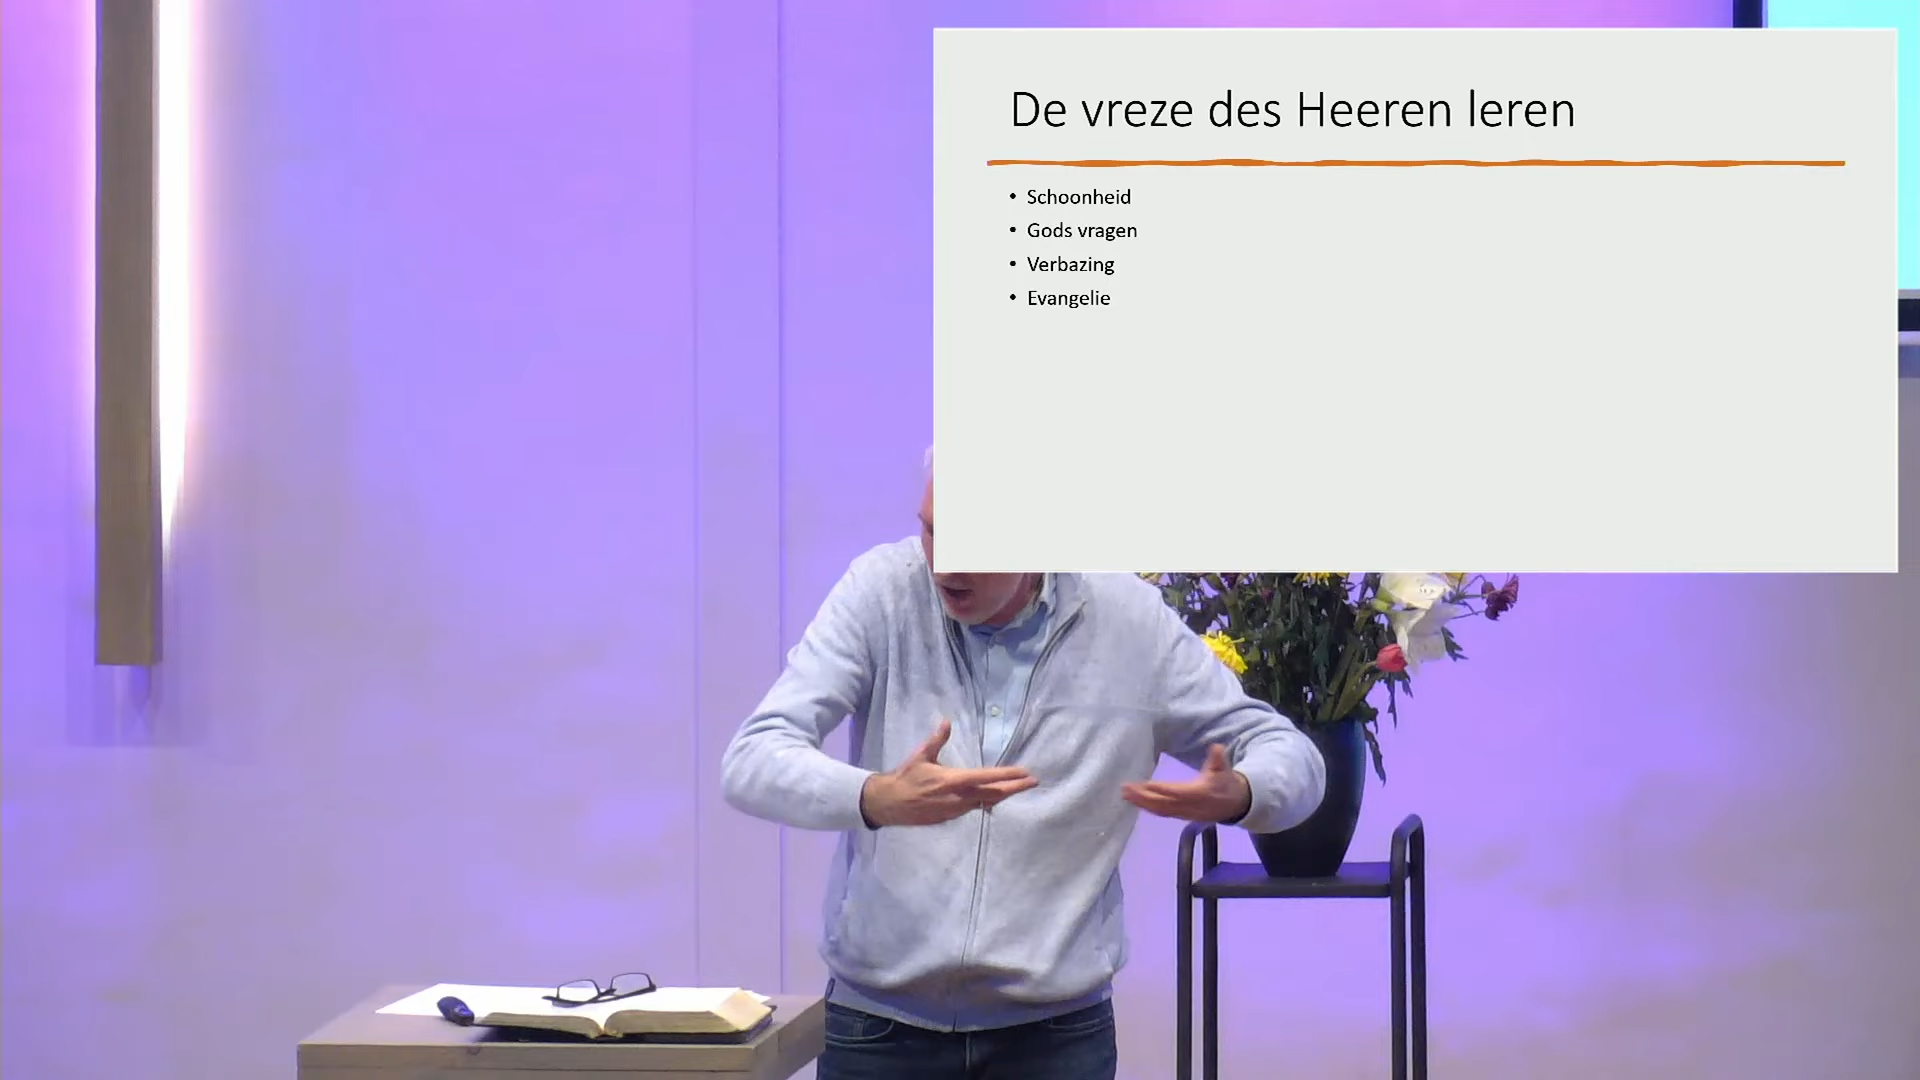 De vreze des Heeren leren
• Schoonheid
• Gods vragen
• Verbazing
• Evangelie